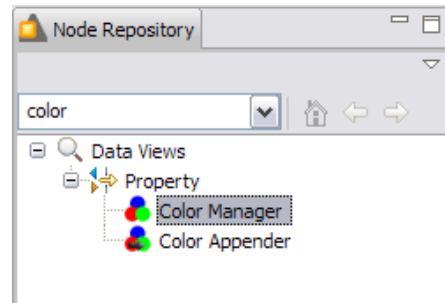 Node Repository
color
Data Views
Property
Color Manager
Color Appender